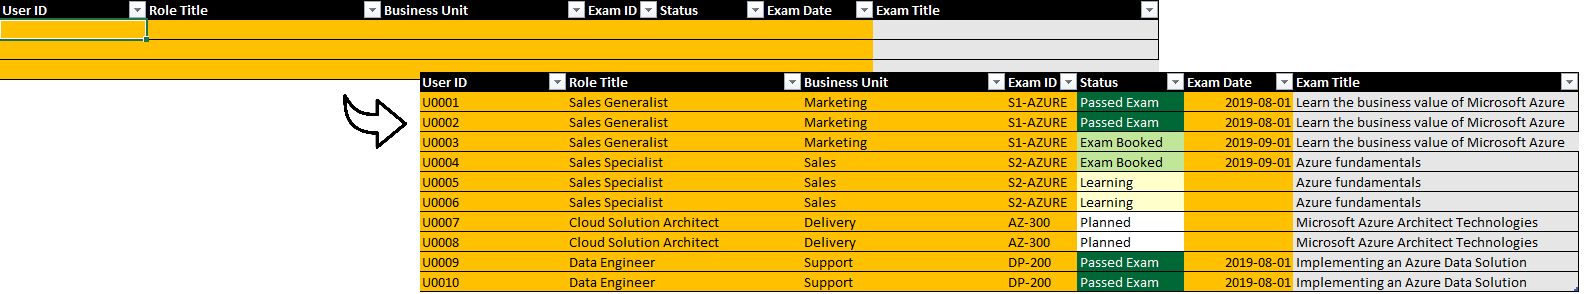 User ID Role Title Business Unit Exam ID Status Exam Date Exam Title
User ID Role Title Business Unit Exam ID Status Exam Date Exam Title
U0001 Sales Generalist Marketing S1-AZURE Passed Exam 2019-08-01 Learn the business value of Microsoft Azure
U0002 Sales Generalist Marketing S1-AZURE Passed Exam 2019-08-01 Learn the business value of Microsoft Azure
U0003 Sales Generalist Marketing S1-AZURE Exam Booked 2019-09-01 Learn the business value of Microsoft Azure
U0004 Sales Specialist Sales S2-AZURE Exam Booked 2019-09-01 Azure fundamentals
U0005 Sales Specialist Sales S2-AZURE Learning Azure fundamentals
U0006 Sales Specialist Sales S2-AZURE Learning Azure fundamentals
U0007 Cloud Solution Architect Delivery AZ-300 Planned Microsoft Azure Architect Technologies
U0008 Cloud Solution Architect Delivery AZ-300 Planned Microsoft Azure Architect Technologies
U0009 Data Engineer Support DP-200 Passed Exam 2019-08-01 Implementing an Azure Data Solution
U0010 Data Engineer Support DP-200 Passed Exam 2019-08-01 Implementing an Azure Data Solution